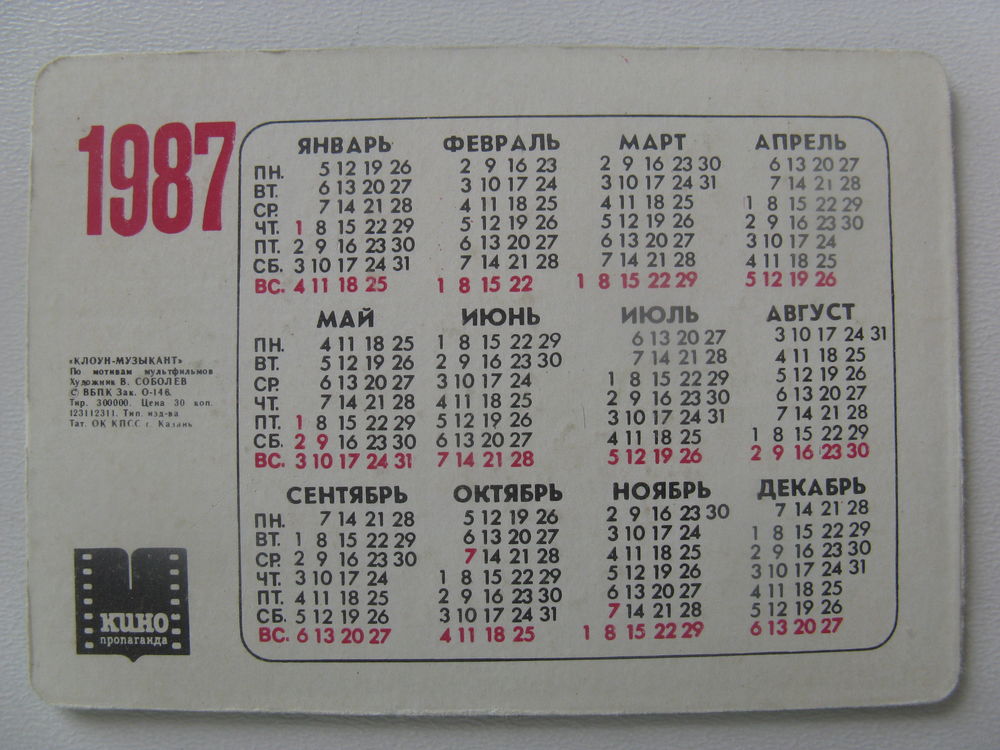 1987
ЯНВАРЬ ФЕВРАЛЬ МАРТ АПРЕЛЬ
ПН. 5 12 19 26 2 9 16 23 2 9 16 23 30 6 13 20 27
ВТ. 6 13 20 27 3 10 17 24 3 10 17 24 31 7 14 21 28
СР. 7 14 21 28 4 11 18 25 4 11 18 25 1 8 15 22 29
ЧТ. 1 8 15 22 29 5 12 19 26 5 12 19 26 2 9 16 23 30
ПТ. 2 9 16 23 30 6 13 20 27 6 13 20 27 3 10 17 24
СБ. 3 10 17 24 31 7 14 21 28 7 14 21 28 4 11 18 25
ВС. 4 11 18 25 1 8 15 22 1 8 15 22 29 5 12 19 26
МАЙ ИЮНЬ ИЮЛЬ АВГУСТ
ПН. 4 11 18 25 1 8 15 22 29 6 13 20 27 3 10 17 24 31
ВТ. 5 12 19 26 2 9 16 23 30 7 14 21 28 4 11 18 25
СР. 6 13 20 27 3 10 17 24 1 8 15 22 29 5 12 19 26
ЧТ. 7 14 21 28 4 11 18 25 2 9 16 23 30 6 13 20 27
ПТ. 1 8 15 22 29 5 12 19 26 3 10 17 24 31 7 14 21 28
СБ. 2 9 16 23 30 6 13 20 27 4 11 18 25 1 8 15 22 29
ВС. 3 10 17 24 31 7 14 21 28 5 12 19 26 2 9 16 23 30
СЕНТЯБРЬ ОКТЯБРЬ НОЯБРЬ ДЕКАБРЬ
ПН. 7 14 21 28 5 12 19 26 2 9 16 23 30 7 14 21 28
ВТ. 1 8 15 22 29 6 13 20 27 3 10 17 24 1 8 15 22 29
СР. 2 9 16 23 30 7 14 21 28 4 11 18 25 2 9 16 23 30
ЧТ. 3 10 17 24 1 8 15 22 29 5 12 19 26 3 10 17 24 31
ПТ. 4 11 18 25 2 9 16 23 30 6 13 20 27 4 11 18 25
СБ. 5 12 19 26 3 10 17 24 31 7 14 21 28 5 12 19 26
ВС. 6 13 20 27 4 11 18 25 1 8 15 22 29 6 13 20 27
«КЛОУН-МУЗЫКАНТ»
По мотивам мультфильмов
Художник В. СОБОЛЕВ
© ВБПК Зак. О-146.
Тир. 300000. Цена 30 коп.
123112311. Тип. изд-ва
Тат. ОК КПСС г. Казань
КИНО
пропаганда